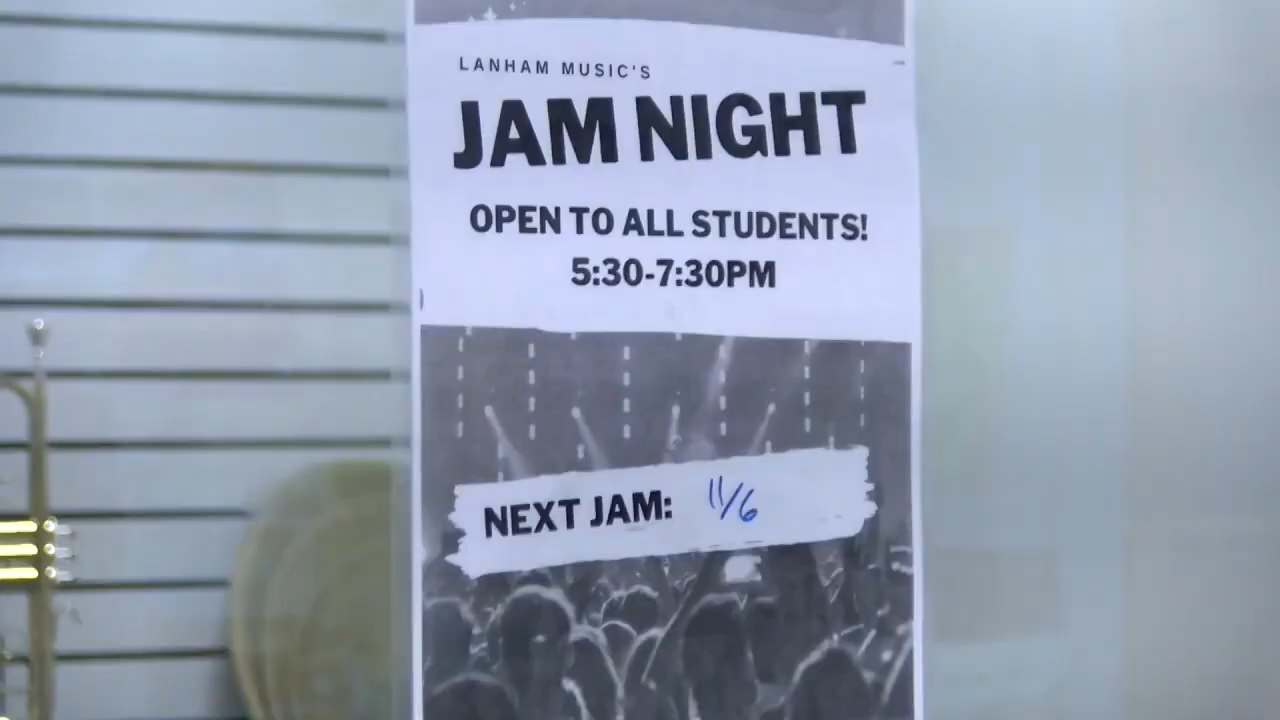 LANHAM MUSIC'S
JAM NIGHT
OPEN TO ALL STUDENTS!
5:30-7:30PM
NEXT JAM: 11/6